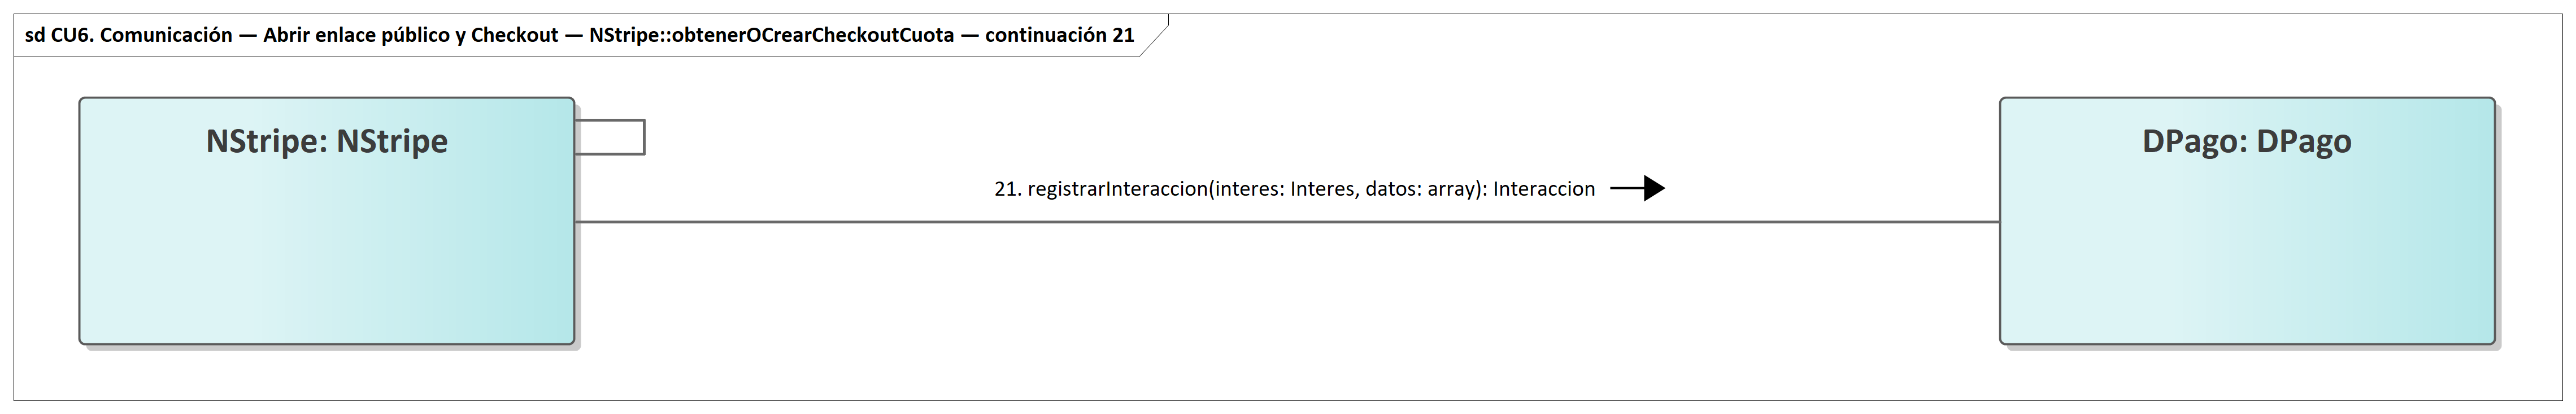 sd CU6. Comunicación — Abrir enlace público y Checkout — NStripe::obtenerOCrearCheckoutCuota — continuación 21
NStripe: NStripe
DPago: DPago
21. registrarInteraccion(interes: Interes, datos: array): Interaccion